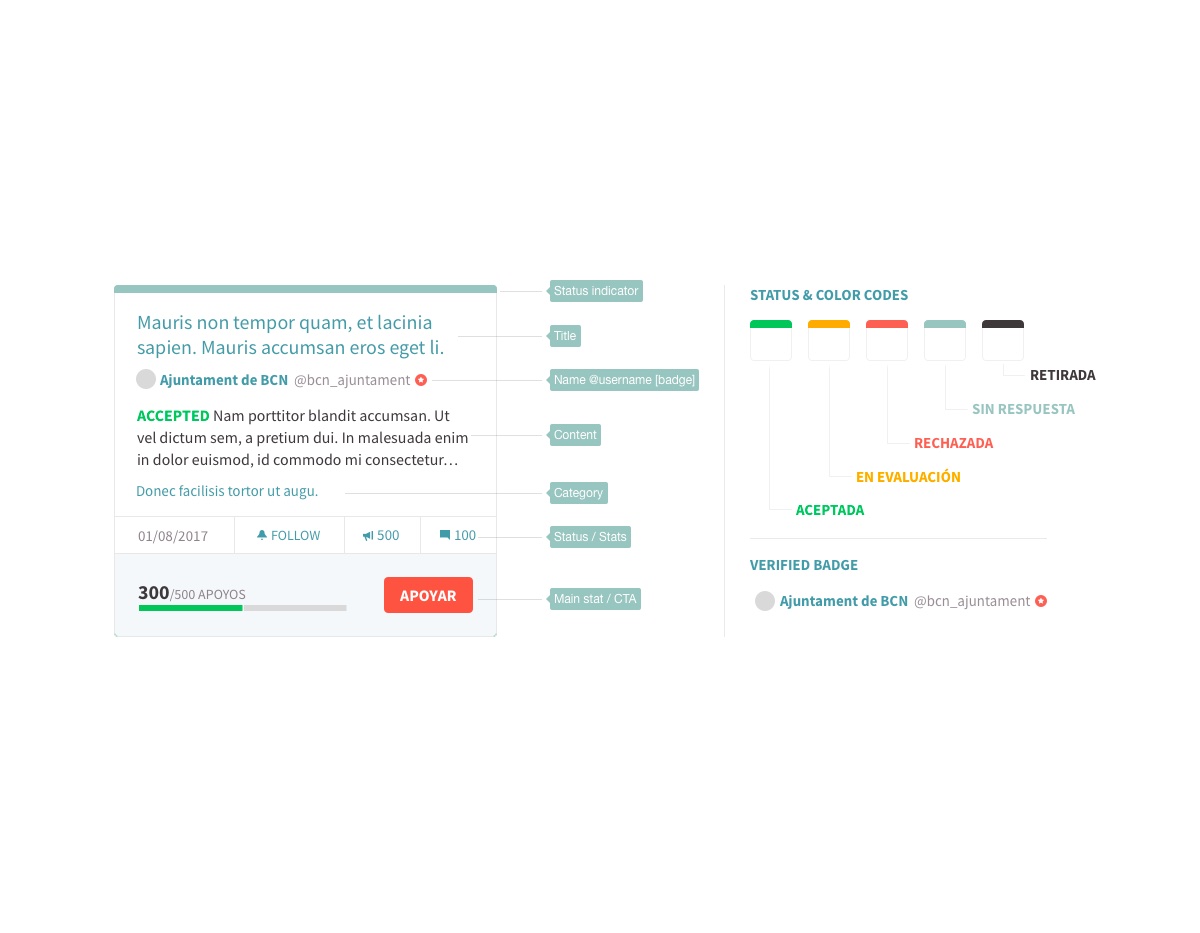 Mauris non tempor quam, et lacinia
sapien. Mauris accumsan eros eget li.
Ajuntament de BCN @bcn_ajuntament
ACCEPTED Nam porttitor blandit accumsan. Ut
vel dictum sem, a pretium dui. In malesuada enim
in dolor euismod, id commodo mi consectetur…
Donec facilisis tortor ut augu.
01/08/2017 FOLLOW 500 100
300/500 APOYOS
APOYAR
Status indicator
Title
Name @username [badge]
Content
Category
Status / Stats
Main stat / CTA
STATUS & COLOR CODES
RETIRADA
SIN RESPUESTA
RECHAZADA
EN EVALUACIÓN
ACEPTADA
VERIFIED BADGE
Ajuntament de BCN @bcn_ajuntament